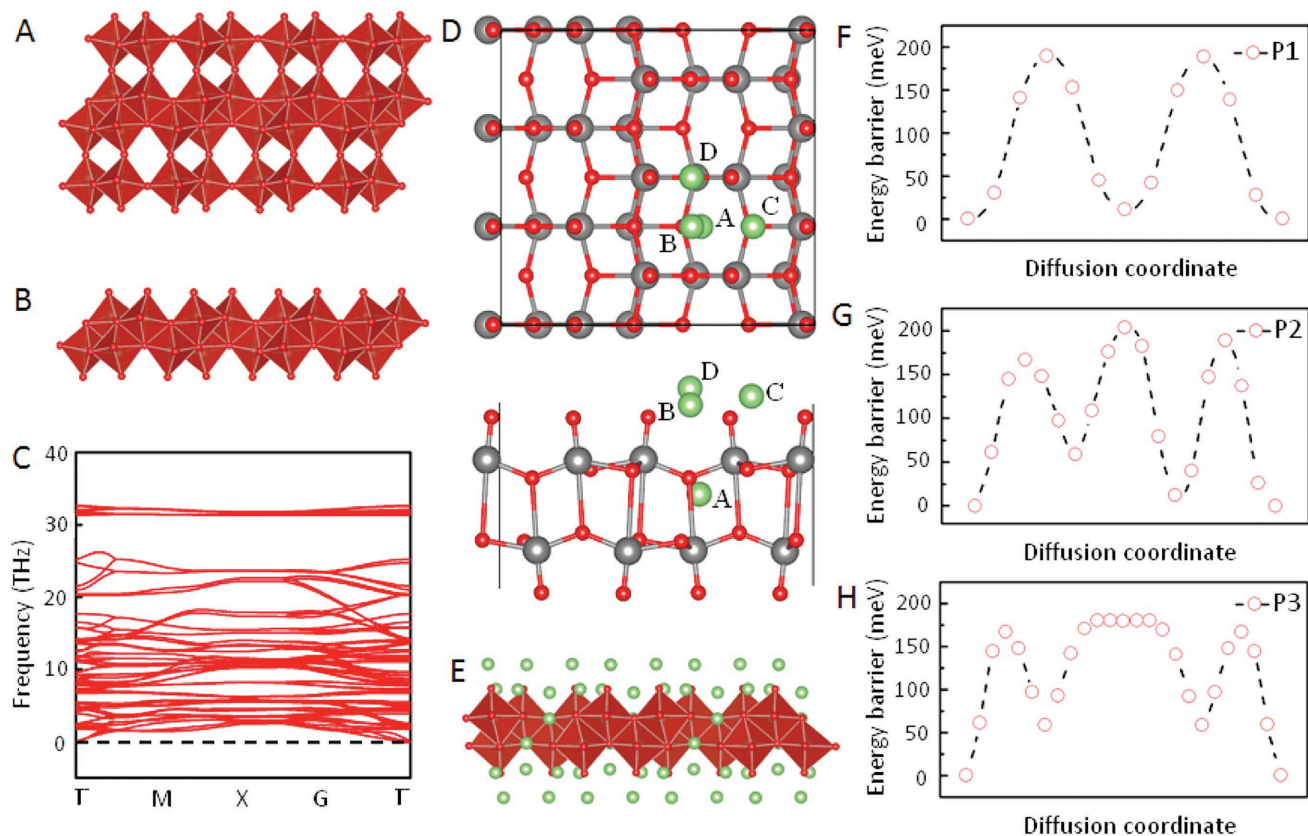 A
B
C
Frequency (THz)
40
30
20
10
0
Γ M X G Γ
D
D
A
C
B
D
C
B
A
E
F
Energy barrier (meV)
200
150
100
50
0
P1
Diffusion coordinate
G
Energy barrier (meV)
200
150
100
50
0
P2
Diffusion coordinate
H
Energy barrier (meV)
200
150
100
50
0
P3
Diffusion coordinate